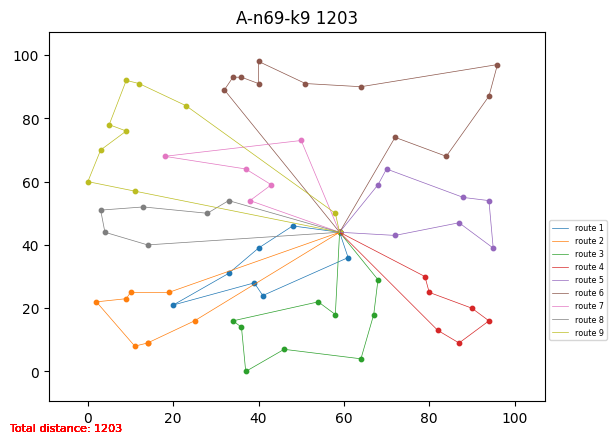 A-n69-k9 1203
100
80
60
40
20
0
0 20 40 60 80 100
route 1
route 2
route 3
route 4
route 5
route 6
route 7
route 8
route 9
Total distance: 1203